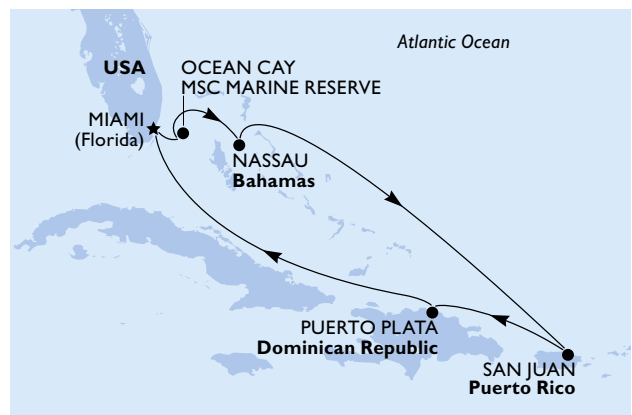 Atlantic Ocean
USA
OCEAN CAY
MSC MARINE RESERVE
MIAMI
(Florida)
NASSAU
Bahamas
PUERTO PLATA
Dominican Republic
SAN JUAN
Puerto Rico